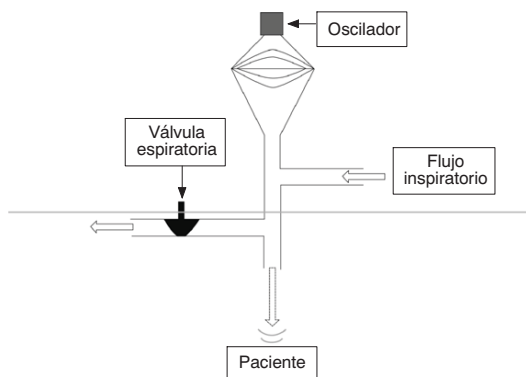 Oscilador
Válvula
espiratoria
Flujo
inspiratorio
Paciente